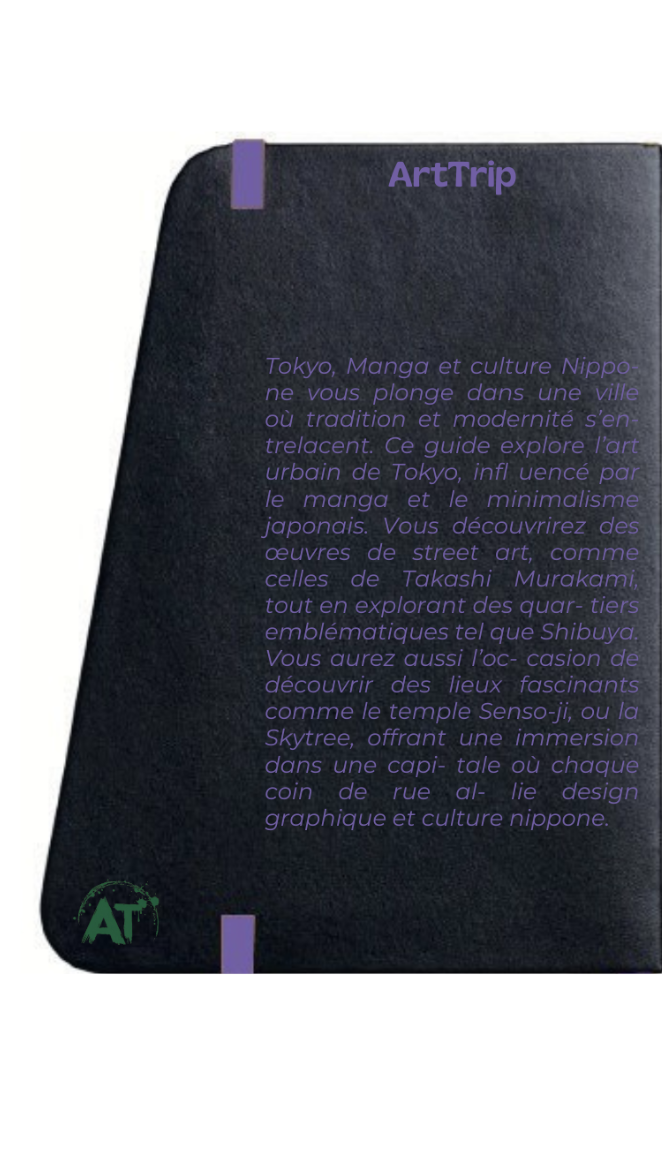 ArtTrip
Tokyo, Manga et culture Nippo-
ne vous plonge dans une ville
où tradition et modernité s'en-
trelacent. Ce guide explore l'art
urbain de Tokyo, infl uencé par
le manga et le minimalisme
japonais. Vous découvrirez des
œuvres de street art, comme
celles de Takashi Murakami,
tout en explorant des quar- tiers
emblématiques tel que Shibuya.
Vous aurez aussi l'oc- casion de
découvrir des lieux fascinants
comme le temple Senso-ji, ou la
Skytree, offrant une immersion
dans une capi- tale où chaque
coin de rue al- lie design
graphique et culture nippone.
AT